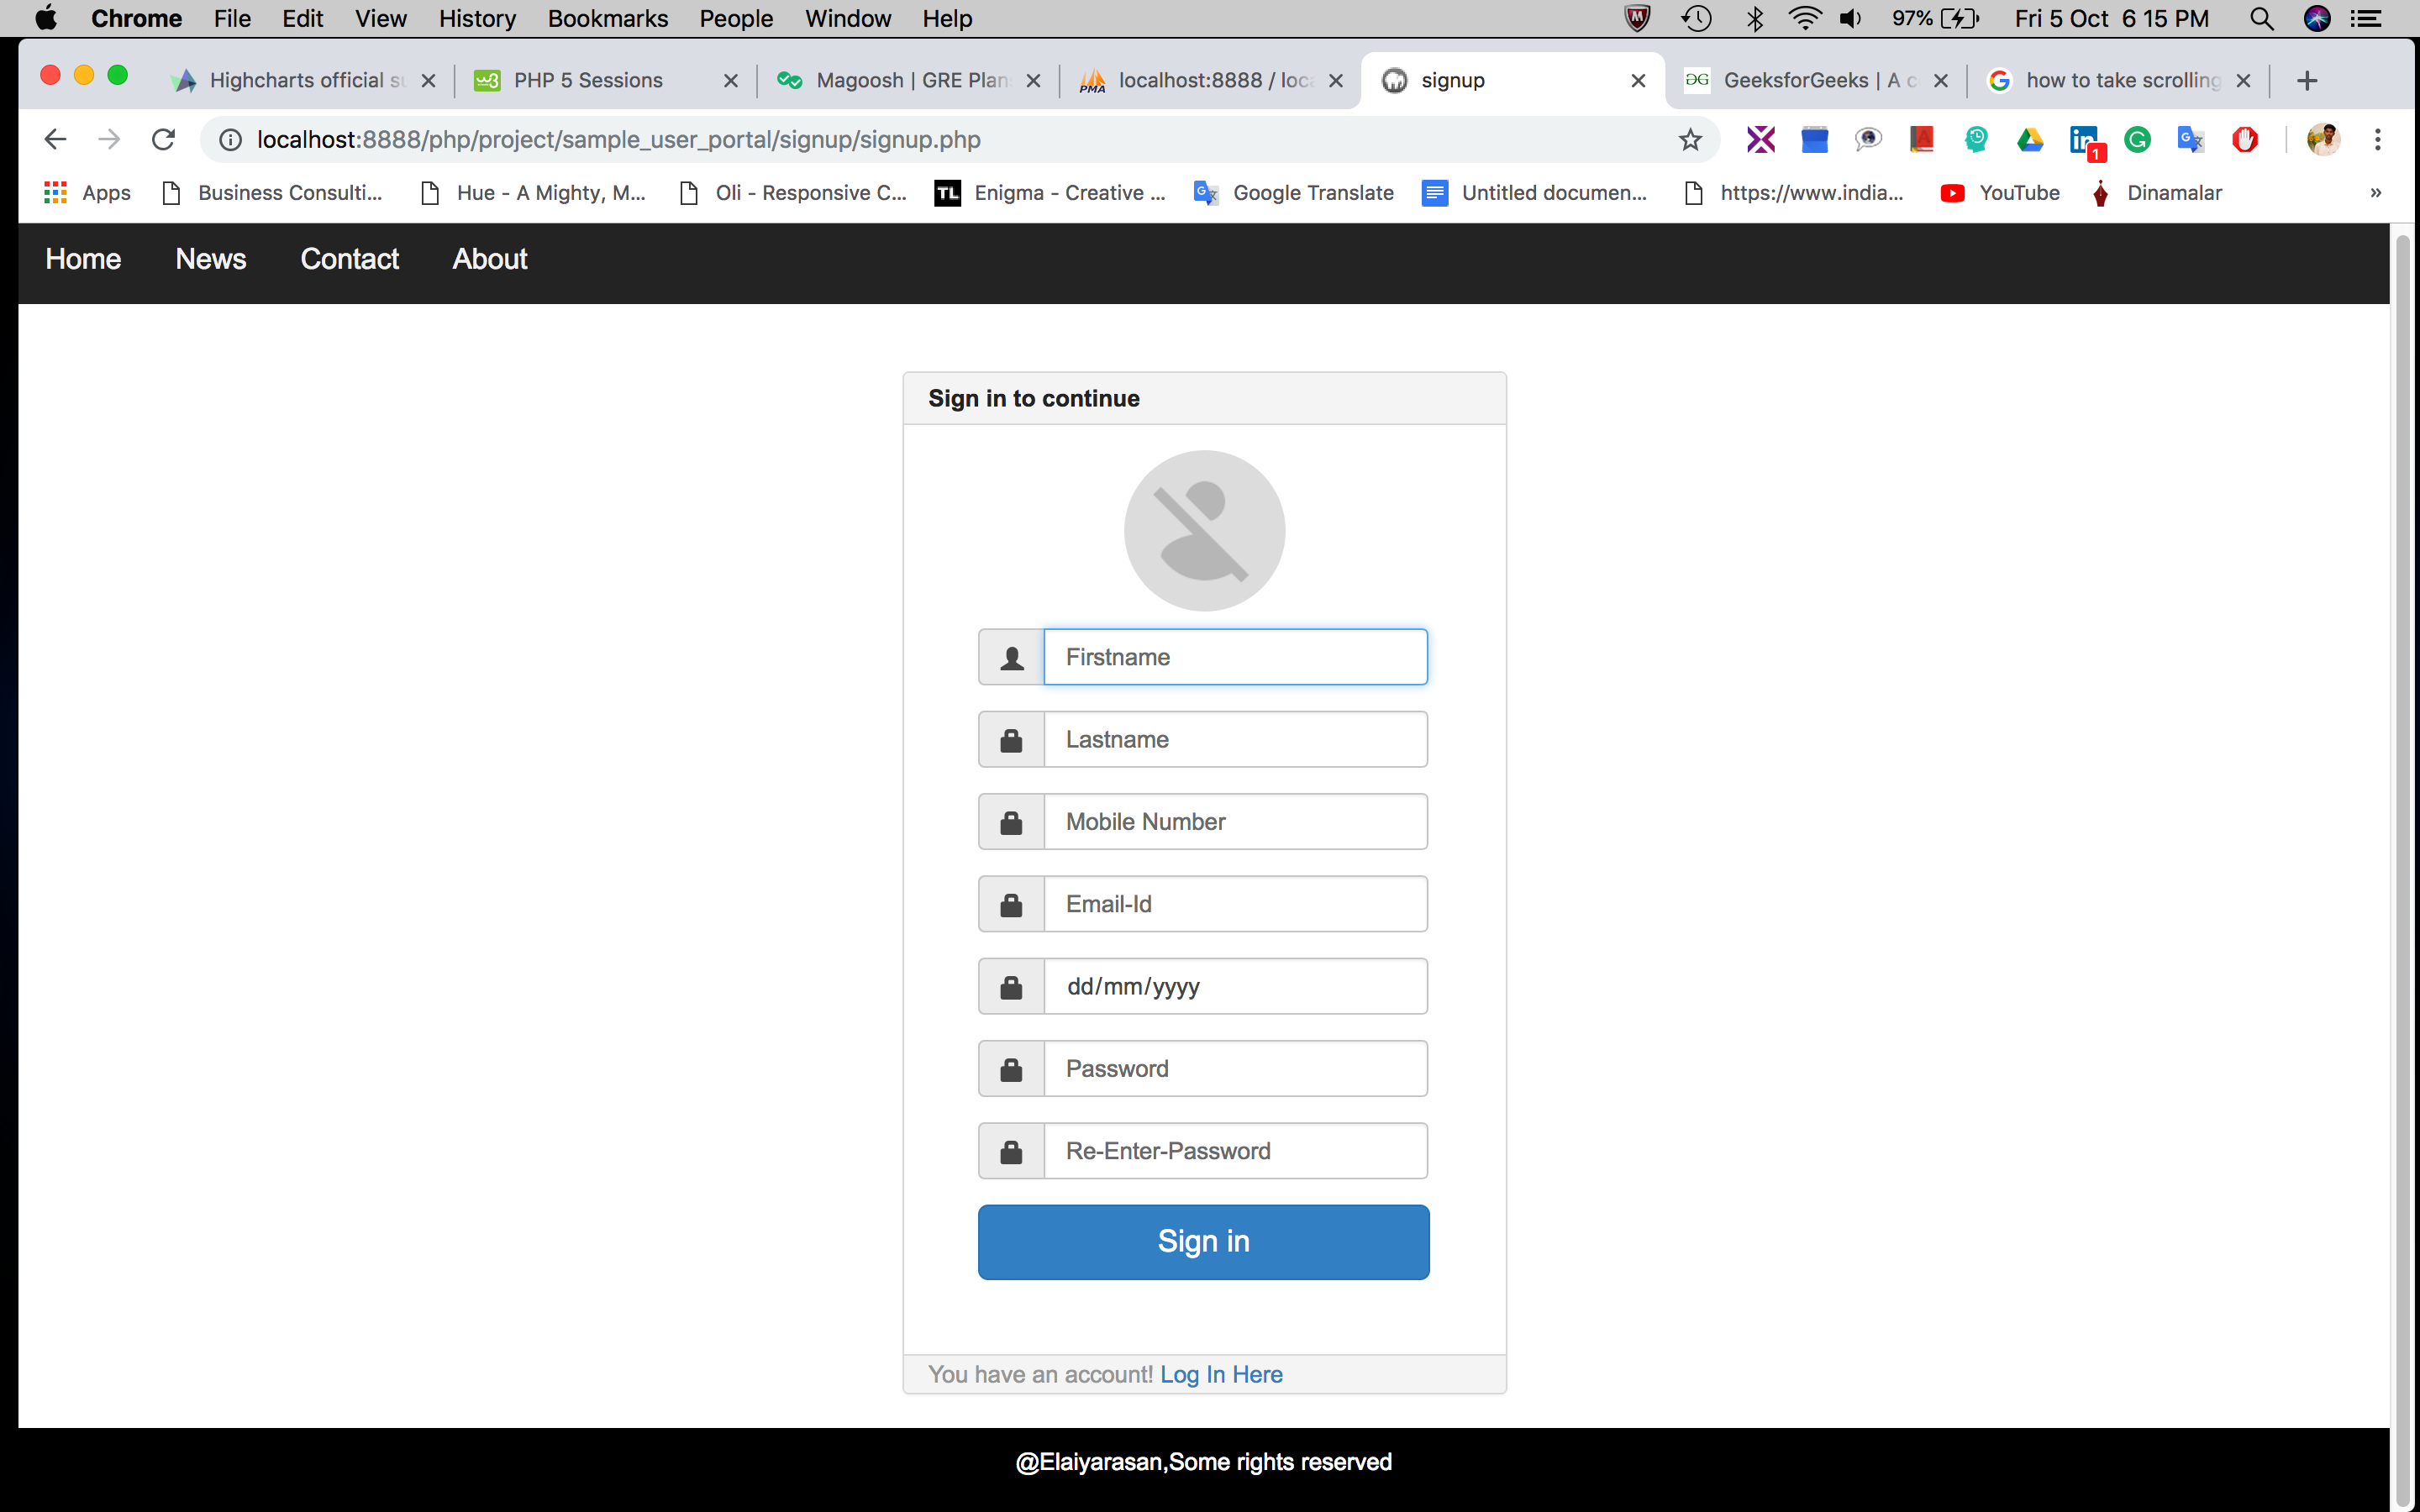 Chrome File Edit View History Bookmarks People Window Help 97% Fri 5 Oct 6 15 PM
Highcharts official su PHP 5 Sessions Magoosh | GRE Plan localhost:8888 / loca signup GeeksforGeeks | A c how to take scrolling
localhost:8888/php/project/sample_user_portal/signup/signup.php
Apps Business Consulti... Hue - A Mighty, M... Oli - Responsive C... TL Enigma - Creative ... Google Translate Untitled documen... https://www.india... YouTube Dinamalar »
Home News Contact About
Sign in to continue
Firstname
Lastname
Mobile Number
Email-Id
dd/mm/yyyy
Password
Re-Enter-Password
Sign in
You have an account! Log In Here
@Elaiyarasan,Some rights reserved